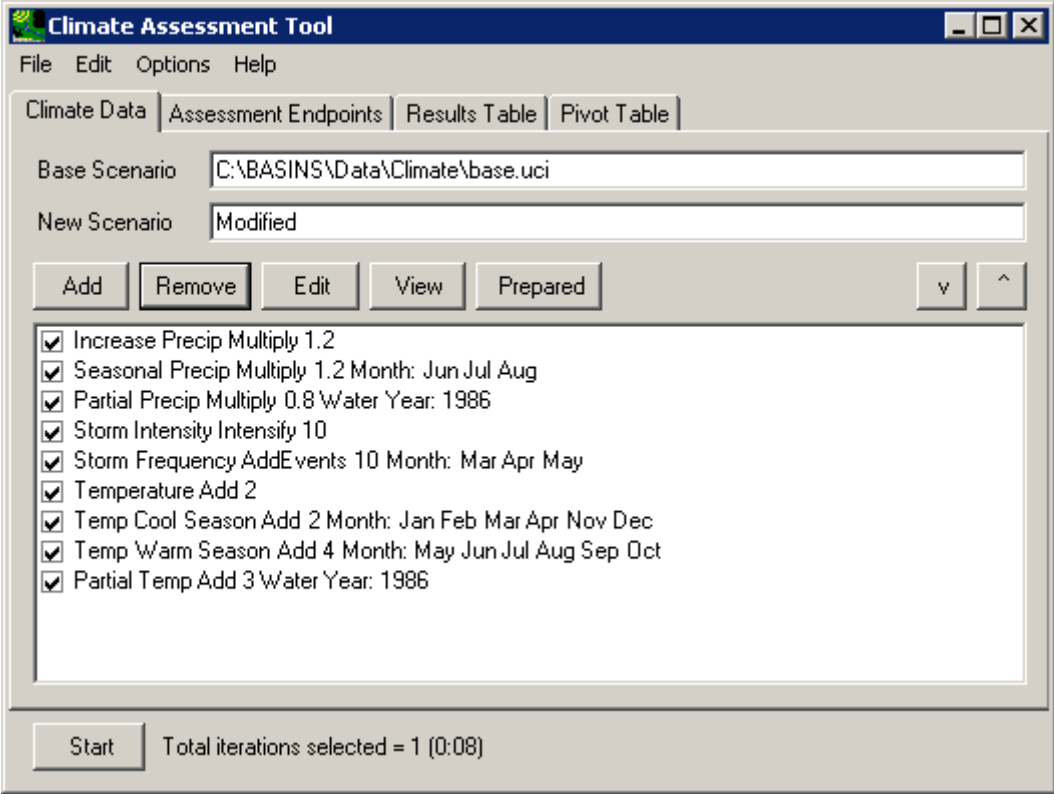 Climate Assessment Tool
File Edit Options Help
Climate Data Assessment Endpoints Results Table Pivot Table
Base Scenario C:\BASINS\Data\Climate\base.uci
New Scenario Modified
Add Remove Edit View Prepared v ^
Increase Precip Multiply 1.2
Seasonal Precip Multiply 1.2 Month: Jun Jul Aug
Partial Precip Multiply 0.8 Water Year: 1986
Storm Intensity Intensify 10
Storm Frequency AddEvents 10 Month: Mar Apr May
Temperature Add 2
Temp Cool Season Add 2 Month: Jan Feb Mar Apr Nov Dec
Temp Warm Season Add 4 Month: May Jun Jul Aug Sep Oct
Partial Temp Add 3 Water Year: 1986
Start Total iterations selected = 1 (0:08)